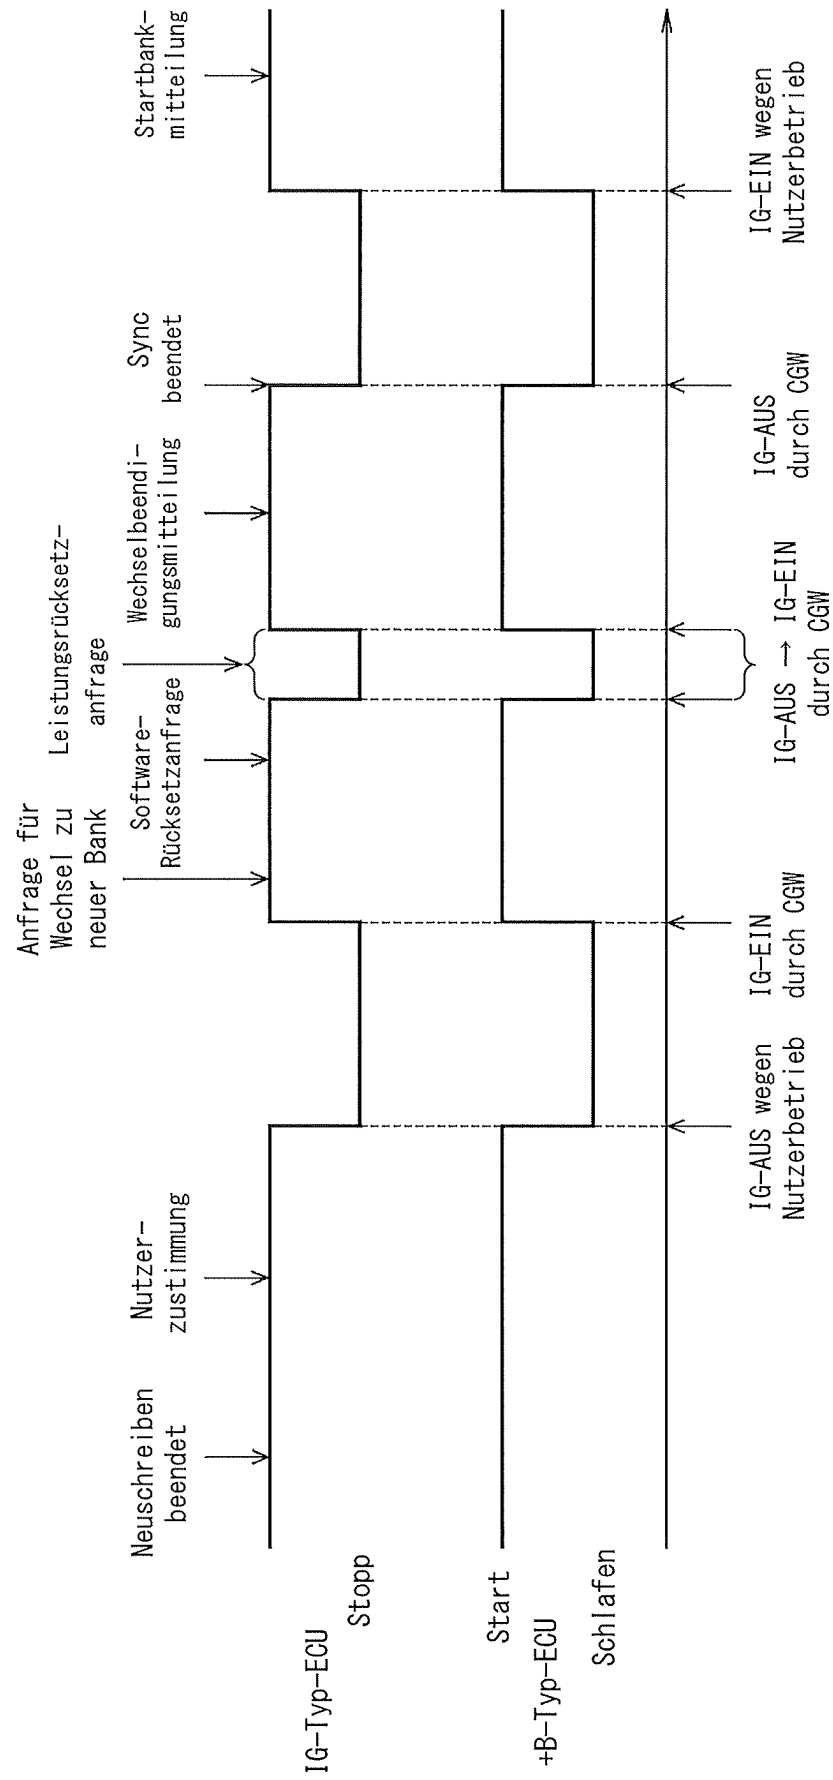 Neuschreiben
beendet
Nutzer-
zustimmung
Anfrage für
Wechsel zu
neuer Bank
Software-
Rücksetzanfrage
Leistungsrücksetz-
anfrage
Wechselbeendi-
gungsmitteilung
Sync
beendet
Startbank-
mitteilung
IG-Typ-ECU
Stopp
Start
+B-Typ-ECU
Schlafen
IG-AUS wegen
Nutzerbetrieb
IG-EIN
durch CGW
IG-AUS → IG-EIN
durch CGW
IG-AUS
durch CGW
IG-EIN wegen
Nutzerbetrieb